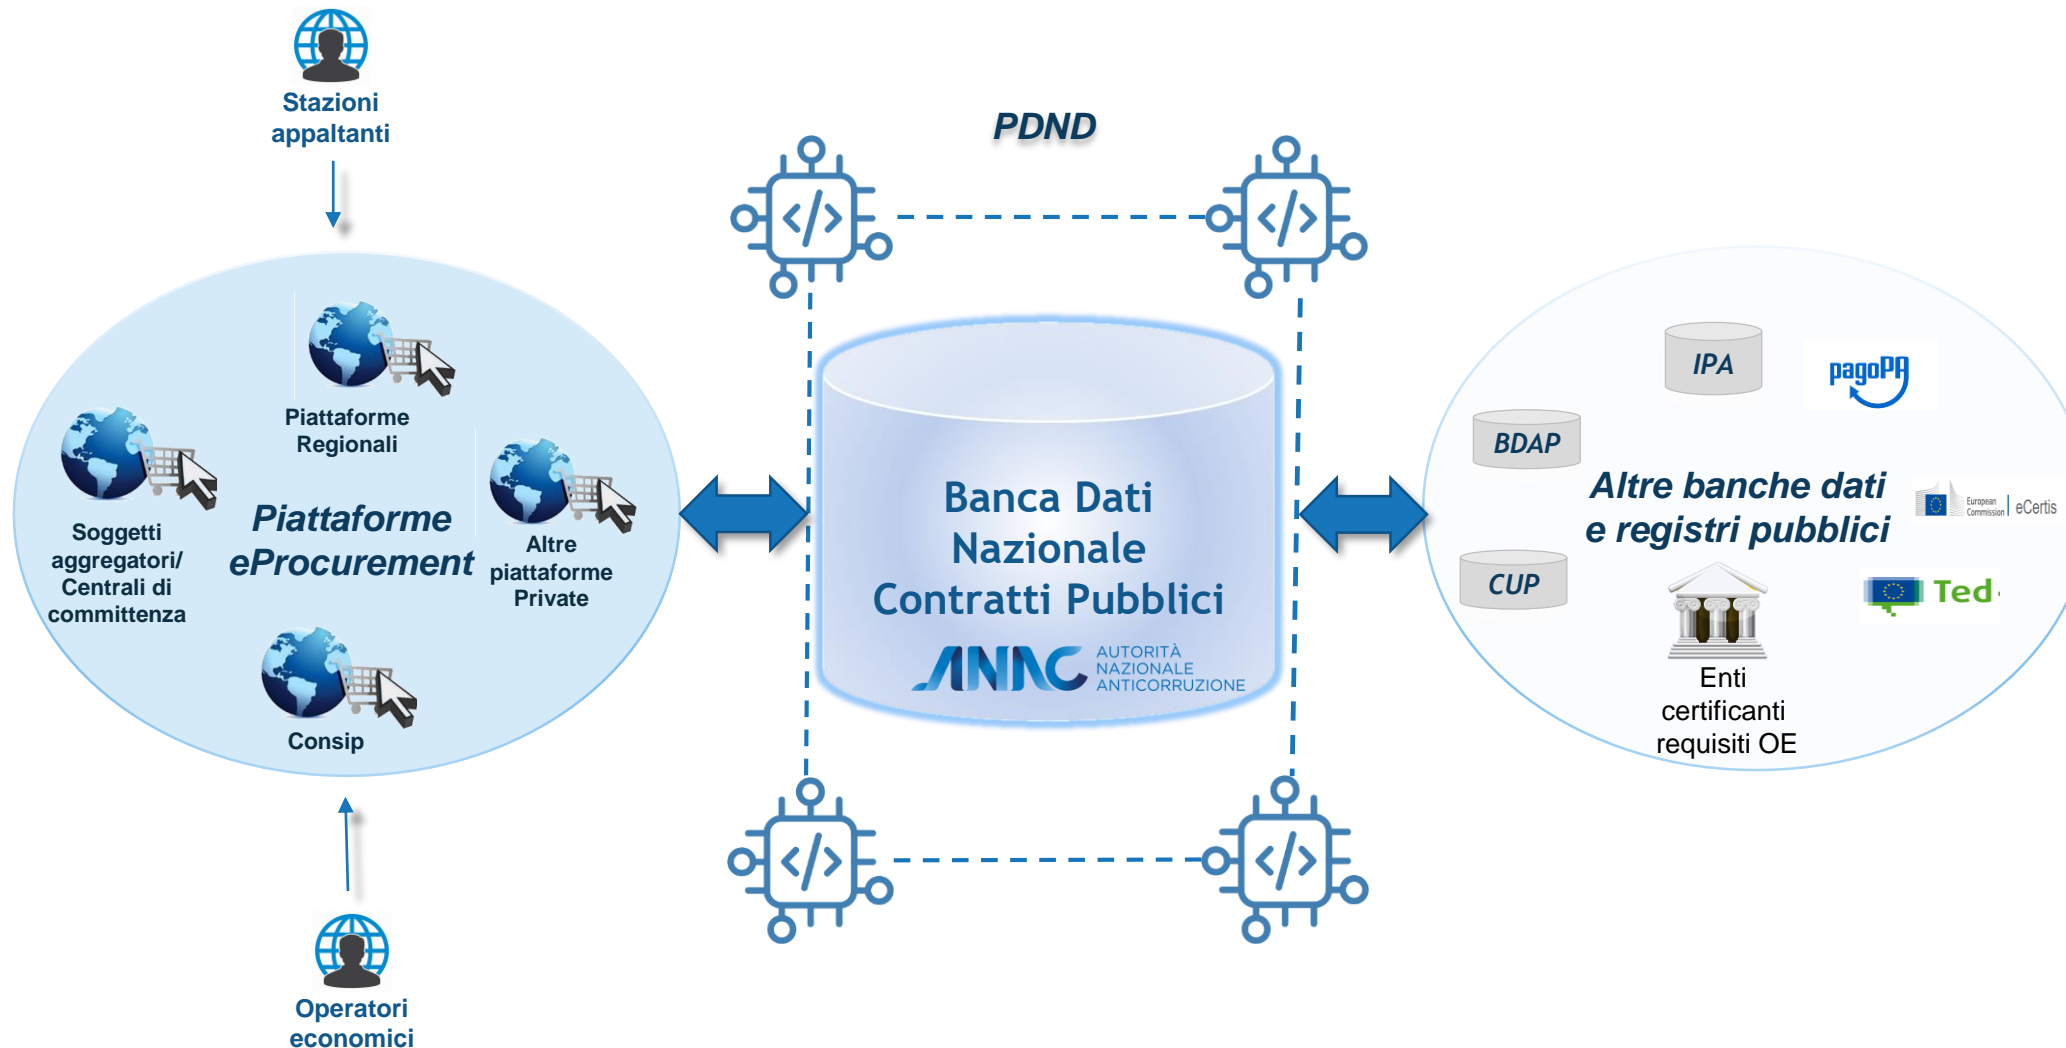 Stazioni
appaltanti
PDND
Piattaforme
Regionali
Soggetti
aggregatori/
Centrali di
committenza
Piattaforme
eProcurement
Altre
piattaforme
Private
Consip
Operatori
economici
</>
</>
</>
</>
Banca Dati
Nazionale
Contratti Pubblici
ANAC
AUTORITÀ
NAZIONALE
ANTICORRUZIONE
IPA
pagoPA
BDAP
Altre banche dati
e registri pubblici
European
Commission
eCertis
CUP
Ted
Enti
certificanti
requisiti OE